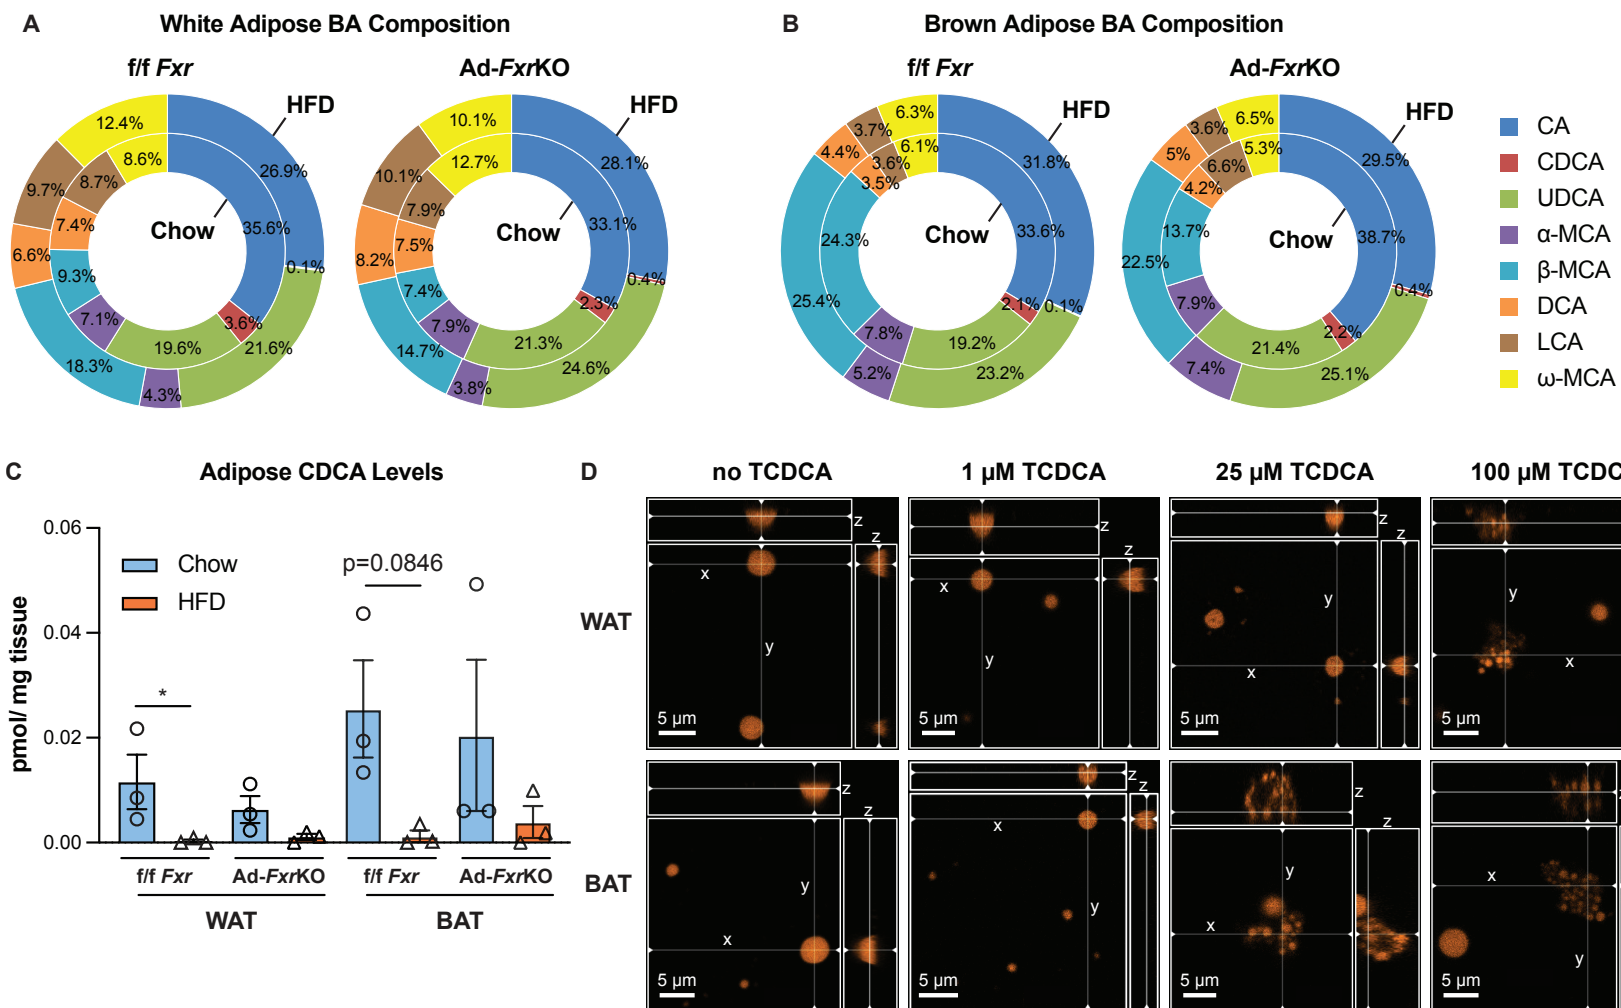 A White Adipose BA Composition
f/f Fxr
Ad-FxrKO
HFD
HFD
Chow
Chow
12.4%
8.6%
26.9%
35.6%
0.1%
3.6%
21.6%
19.6%
7.1%
4.3%
18.3%
9.3%
6.6%
7.4%
9.7%
8.7%
10.1%
12.7%
28.1%
33.1%
0.4%
2.3%
24.6%
21.3%
7.9%
3.8%
14.7%
7.4%
8.2%
7.5%
10.1%
7.9%
B Brown Adipose BA Composition
f/f Fxr
Ad-FxrKO
HFD
HFD
Chow
Chow
6.3%
6.1%
31.8%
33.6%
0.1%
2.1%
23.2%
19.2%
7.8%
5.2%
25.4%
24.3%
4.4%
3.5%
3.7%
3.6%
6.5%
5.3%
29.5%
38.7%
0.4%
2.2%
25.1%
21.4%
7.9%
7.4%
22.5%
13.7%
5%
4.2%
3.6%
6.6%
CA
CDCA
UDCA
α-MCA
β-MCA
DCA
LCA
ω-MCA
C Adipose CDCA Levels
pmol/ mg tissue
0.06
0.04
0.02
0.00
Chow
HFD
*
p=0.0846
f/f Fxr
Ad-FxrKO
f/f Fxr
Ad-FxrKO
WAT
BAT
D no TCDCA 1 µM TCDCA 25 µM TCDCA 100 µM TCDC
WAT
z
z
x
y
5 µm
z
z
x
y
5 µm
z
z
y
x
5 µm
y
x
5 µm
BAT
z
z
y
x
5 µm
z
z
x
y
5 µm
z
z
y
x
5 µm
z
x
y
5 µm